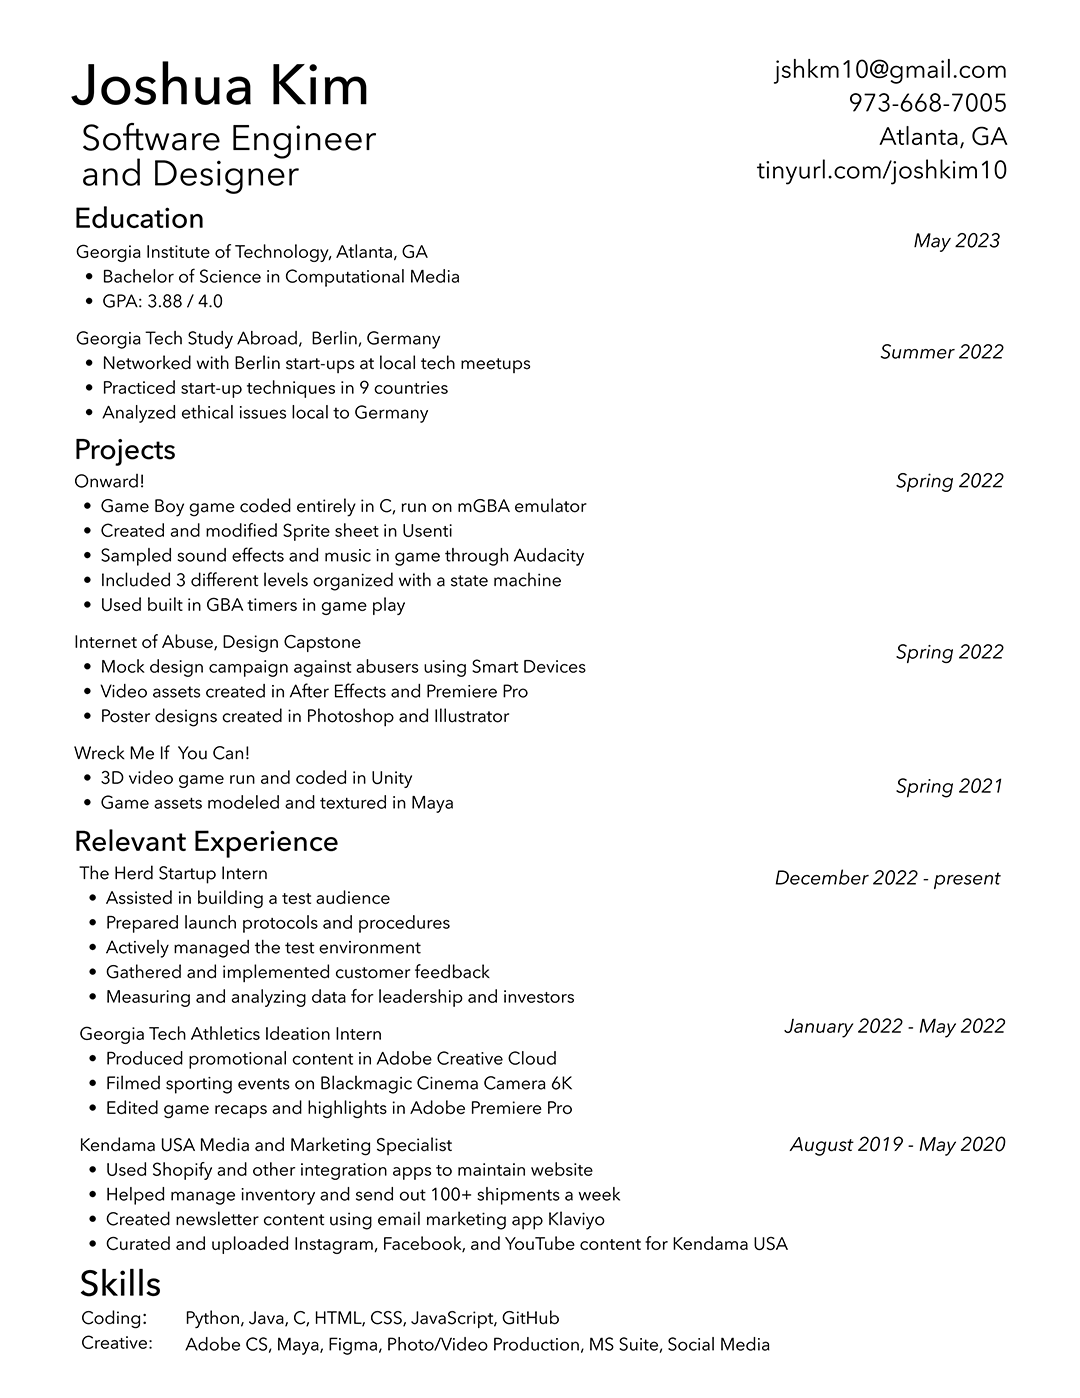 Joshua Kim
Software Engineer
and Designer
jshkm10@gmail.com
973-668-7005
Atlanta, GA
tinyurl.com/joshkim10
Education
Georgia Institute of Technology, Atlanta, GA
May 2023
• Bachelor of Science in Computational Media
• GPA: 3.88 / 4.0
Georgia Tech Study Abroad,  Berlin, Germany
Summer 2022
• Networked with Berlin start-ups at local tech meetups
• Practiced start-up techniques in 9 countries
• Analyzed ethical issues local to Germany
Projects
Onward!
Spring 2022
• Game Boy game coded entirely in C, run on mGBA emulator
• Created and modified Sprite sheet in Usenti
• Sampled sound effects and music in game through Audacity
• Included 3 different levels organized with a state machine
• Used built in GBA timers in game play
Internet of Abuse, Design Capstone
Spring 2022
• Mock design campaign against abusers using Smart Devices
• Video assets created in After Effects and Premiere Pro
• Poster designs created in Photoshop and Illustrator
Wreck Me If  You Can!
Spring 2021
• 3D video game run and coded in Unity
• Game assets modeled and textured in Maya
Relevant Experience
The Herd Startup Intern
December 2022 - present
• Assisted in building a test audience
• Prepared launch protocols and procedures
• Actively managed the test environment
• Gathered and implemented customer feedback
• Measuring and analyzing data for leadership and investors
Georgia Tech Athletics Ideation Intern
January 2022 - May 2022
• Produced promotional content in Adobe Creative Cloud
• Filmed sporting events on Blackmagic Cinema Camera 6K
• Edited game recaps and highlights in Adobe Premiere Pro
Kendama USA Media and Marketing Specialist
August 2019 - May 2020
• Used Shopify and other integration apps to maintain website
• Helped manage inventory and send out 100+ shipments a week
• Created newsletter content using email marketing app Klaviyo
• Curated and uploaded Instagram, Facebook, and YouTube content for Kendama USA
Skills
Coding: Python, Java, C, HTML, CSS, JavaScript, GitHub
Creative: Adobe CS, Maya, Figma, Photo/Video Production, MS Suite, Social Media